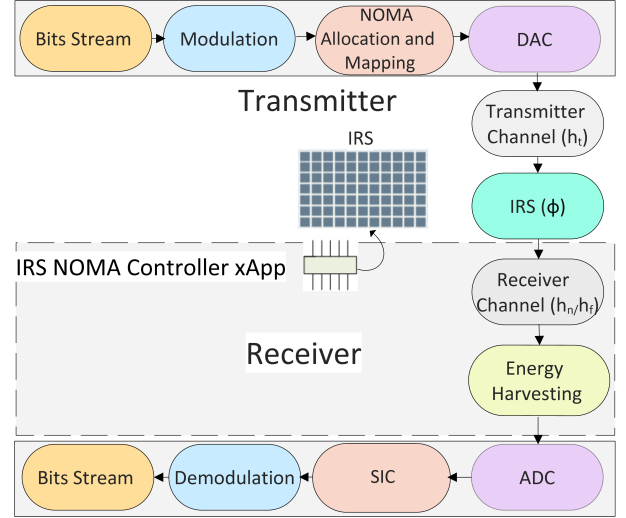 Bits Stream
Modulation
NOMA
Allocation and
Mapping
DAC
Transmitter
Transmitter
Channel (hₜ)
IRS
IRS (ϕ)
IRS NOMA Controller xApp
Receiver
Channel (hₙ/h_f)
Receiver
Energy
Harvesting
Bits Stream
Demodulation
SIC
ADC